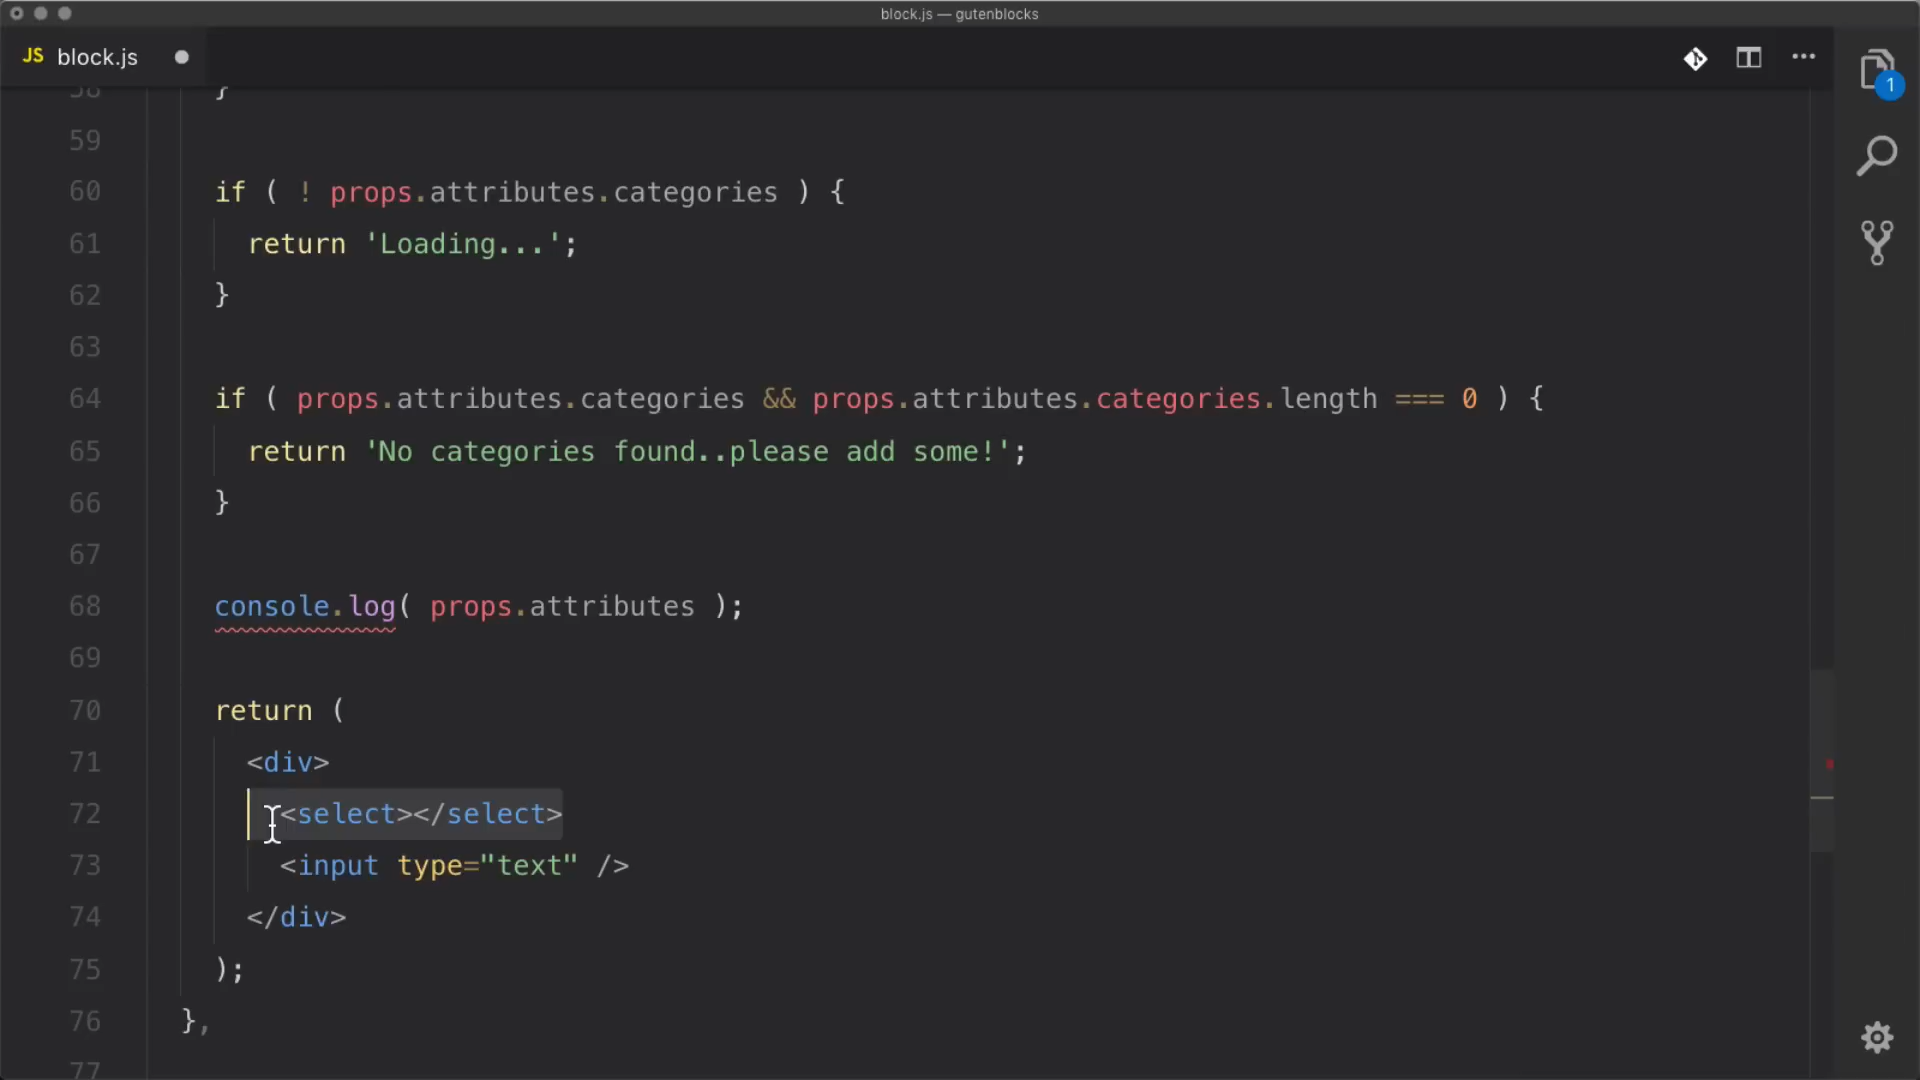 block.js — gutenblocks
JS block.js
1
58 }
59
60 if ( ! props.attributes.categories ) {
61 return 'Loading...';
62 }
63
64 if ( props.attributes.categories && props.attributes.categories.length === 0 ) {
65 return 'No categories found..please add some!';
66 }
67
68 console.log( props.attributes );
69
70 return (
71 <div>
72 <select></select>
73 <input type="text" />
74 </div>
75 );
76 },
77